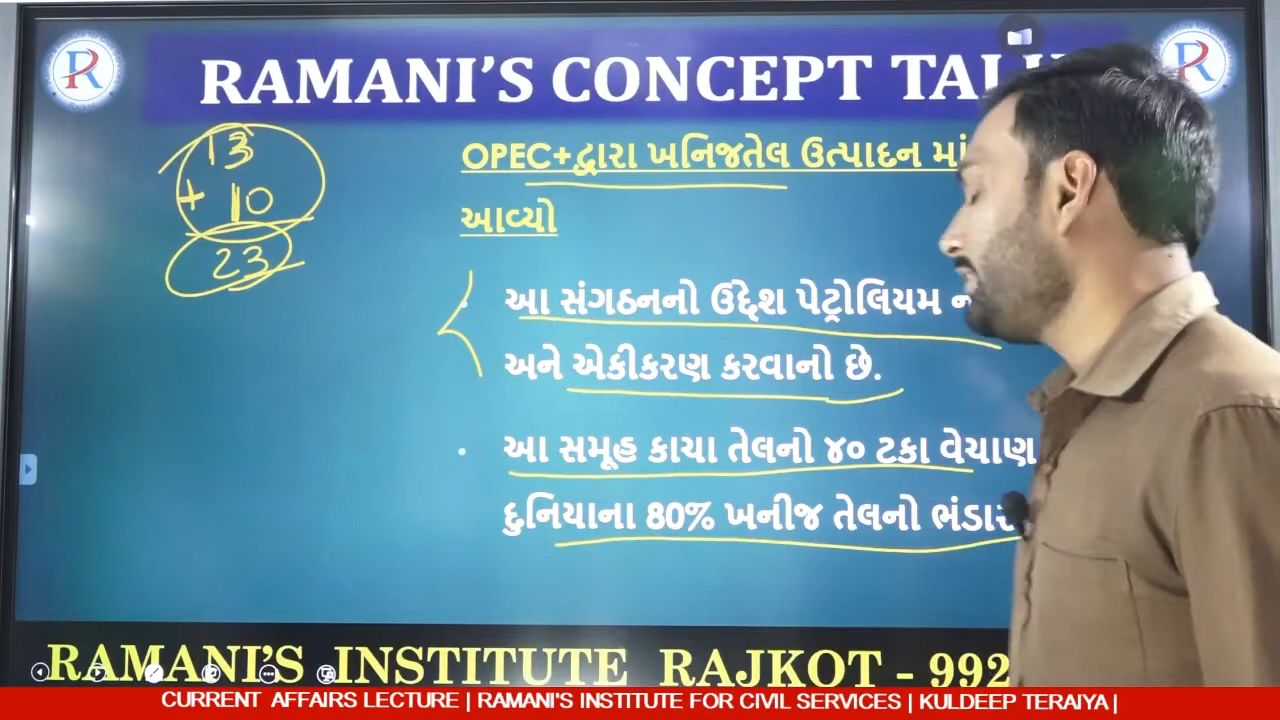 RAMANI'S CONCEPT
13
+ 10
23
OPEC+દ્વારા ખનિજતેલ ઉત્પાદન માં
આવ્યો
આ સંગઠનનો ઉદ્દેશ પેટ્રોલિયમ
અને એકીકરણ કરવાનો છે.
• આ સમૂહ કાચા તેલનો ૪૦ ટકા વેચાણ
દુનિયાના 80% ખનીજ તેલનો
RAMANI'S INSTITUTE RAJKOT - 992
CURRENT AFFAIRS LECTURE | RAMANI'S INSTITUTE FOR CIVIL SERVICES | KULDEEP TERAIYA |